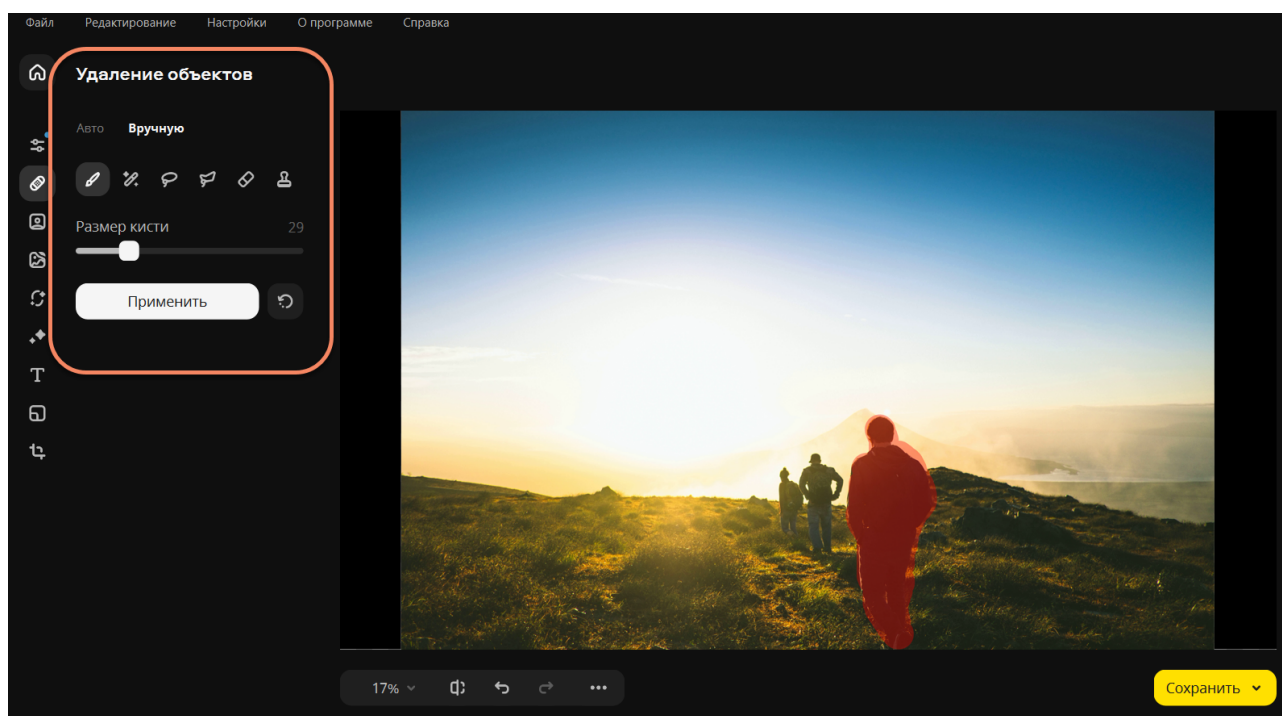 Файл Редактирование Настройки О программе Справка
Удаление объектов
Авто Вручную
Размер кисти 29
Применить
17%
Сохранить